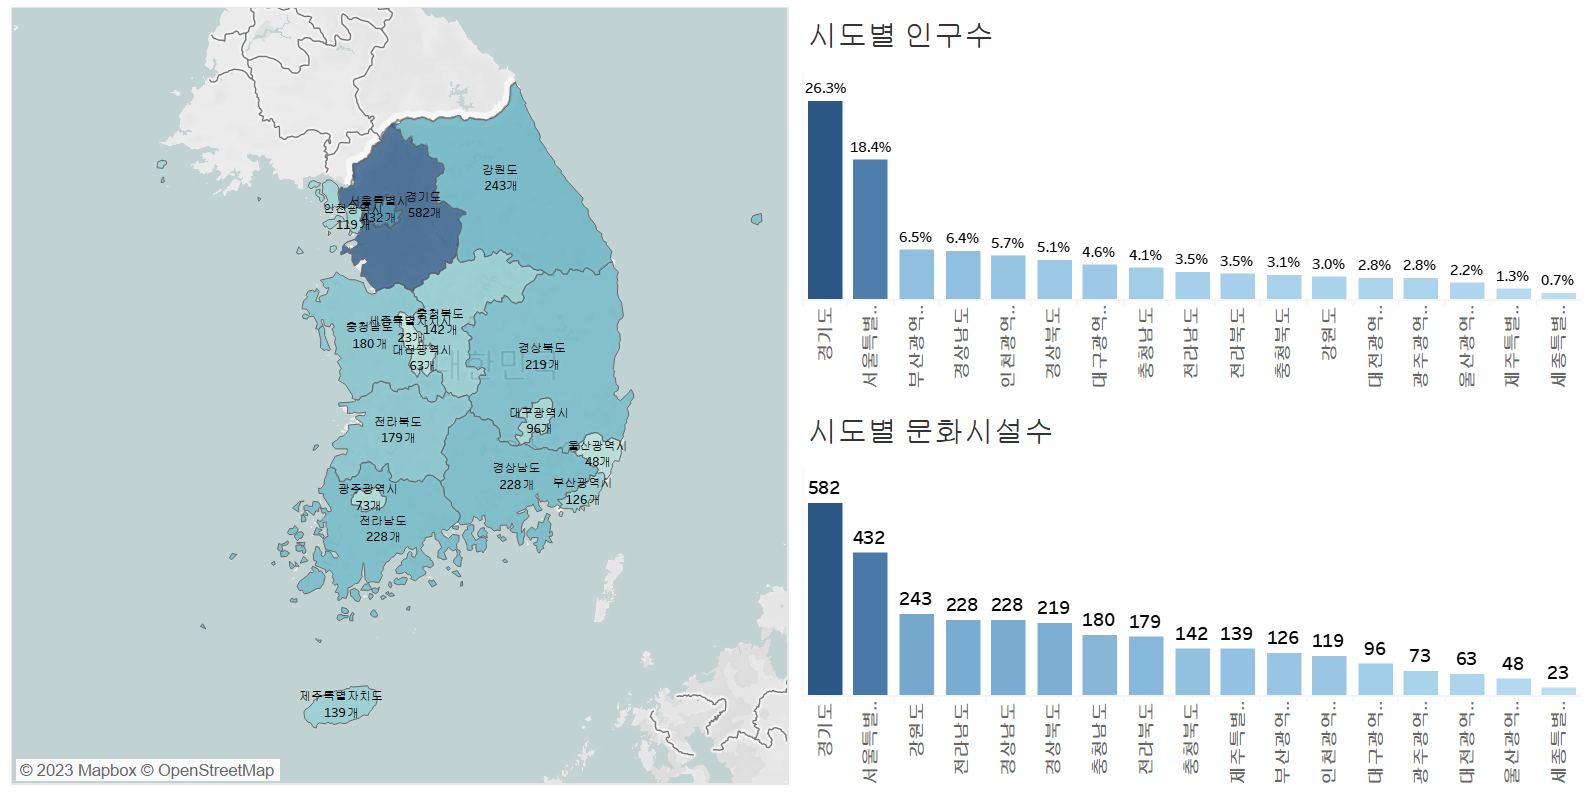 강원도
243개
서울특별시
432개
경기도
582개
인천광역시
119개
충청북도
142개
세종특별자치시
23개
충청남도
180개
대전광역시
63개
대한민국
경상북도
219개
대구광역시
96개
전라북도
179개
울산광역시
48개
경상남도
228개
부산광역시
126개
광주광역시
73개
전라남도
228개
제주특별자치도
139개
© 2023 Mapbox © OpenStreetMap
시도별 인구수
26.3%
18.4%
6.5%
6.4%
5.7%
5.1%
4.6%
4.1%
3.5%
3.5%
3.1%
3.0%
2.8%
2.8%
2.2%
1.3%
0.7%
경기도
서울특별..
부산광역..
경상남도
인천광역..
경상북도
대구광역..
충청남도
전라남도
전라북도
충청북도
강원도
대전광역..
광주광역..
울산광역..
제주특별..
세종특별..
시도별 문화시설수
582
432
243
228
228
219
180
179
142
139
126
119
96
73
63
48
23
경기도
서울특별..
강원도
전라남도
경상남도
경상북도
충청남도
전라북도
충청북도
제주특별..
부산광역..
인천광역..
대구광역..
광주광역..
대전광역..
울산광역..
세종특별..